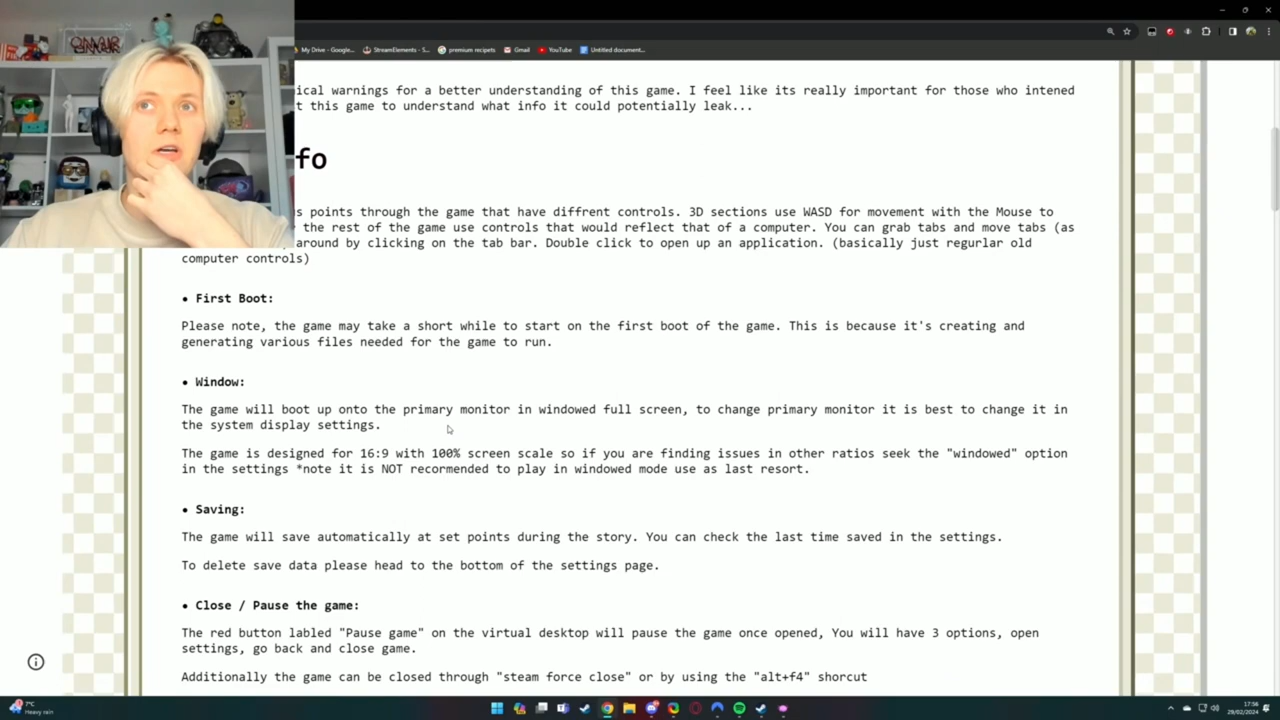 My Drive - Google...
StreamElements - S...
premium recipets
Gmail
YouTube
Untitled document...
ical warnings for a better understanding of this game. I feel like its really important for those who intened
t this game to understand what info it could potentially leak...
fo
s points through the game that have diffrent controls. 3D sections use WASD for movement with the Mouse to
the rest of the game use controls that would reflect that of a computer. You can grab tabs and move tabs (as
around by clicking on the tab bar. Double click to open up an application. (basically just regurlar old
computer controls)
• First Boot:
Please note, the game may take a short while to start on the first boot of the game. This is because it's creating and
generating various files needed for the game to run.
• Window:
The game will boot up onto the primary monitor in windowed full screen, to change primary monitor it is best to change it in
the system display settings.
The game is designed for 16:9 with 100% screen scale so if you are finding issues in other ratios seek the "windowed" option
in the settings *note it is NOT recormended to play in windowed mode use as last resort.
• Saving:
The game will save automatically at set points during the story. You can check the last time saved in the settings.
To delete save data please head to the bottom of the settings page.
• Close / Pause the game:
The red button labled "Pause game" on the virtual desktop will pause the game once opened, You will have 3 options, open
settings, go back and close game.
Additionally the game can be closed through "steam force close" or by using the "alt+f4" shorcut
7°C
Heavy rain
17:56
29/02/2024